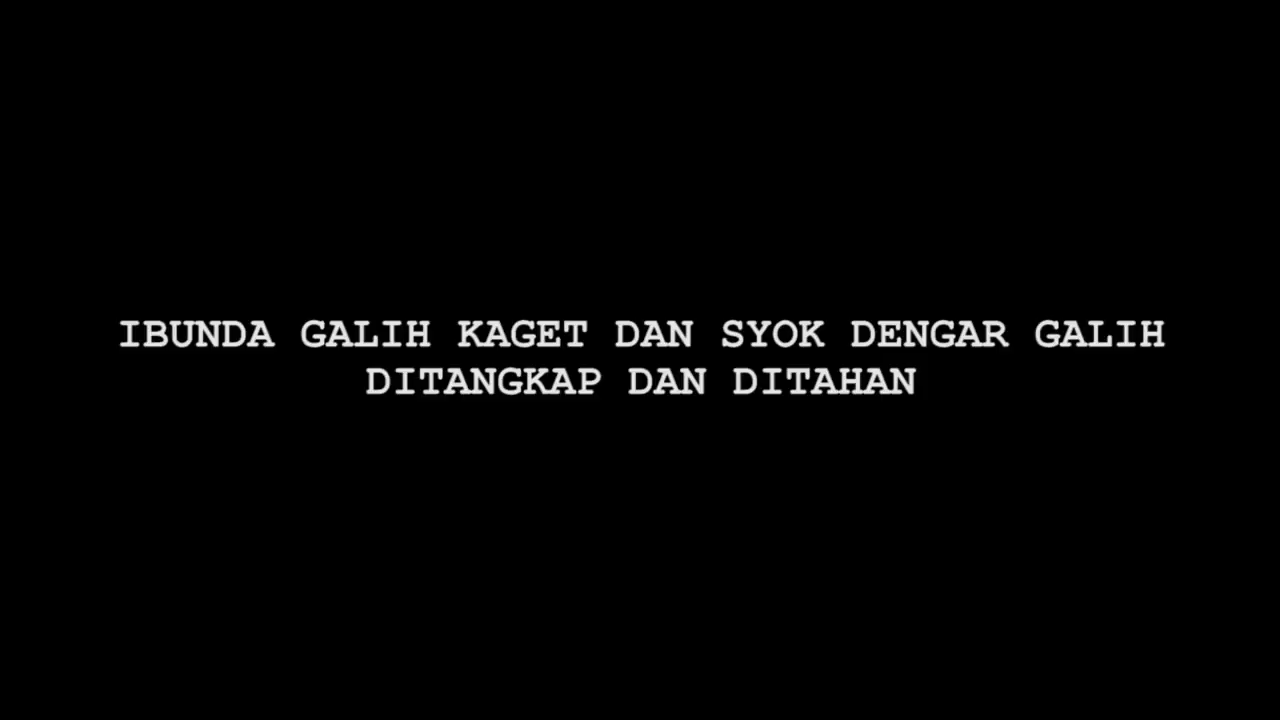 IBUNDA GALIH KAGET DAN SYOK DENGAR GALIH
DITANGKAP DAN DITAHAN